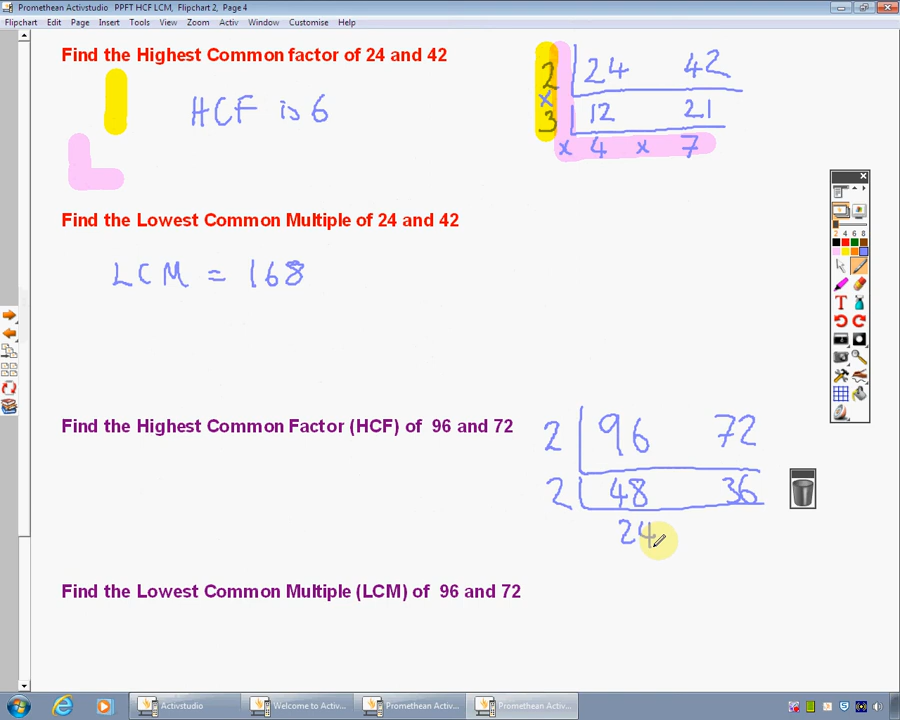 Promethean Activstudio PPFT HCF LCM, Flipchart 2, Page 4
Flipchart Edit Page Insert Tools View Zoom Activ Window Customise Help
Find the Highest Common factor of 24 and 42
HCF is 6
2 24 42
x
3 12 21
x 4 x 7
Find the Lowest Common Multiple of 24 and 42
LCM = 168
2 4 6 8
T
Find the Highest Common Factor (HCF) of 96 and 72
2 96 72
2 48 36
24
Find the Lowest Common Multiple (LCM) of 96 and 72
Activstudio Welcome to Activ... Promethean Activ... Promethean Activ...